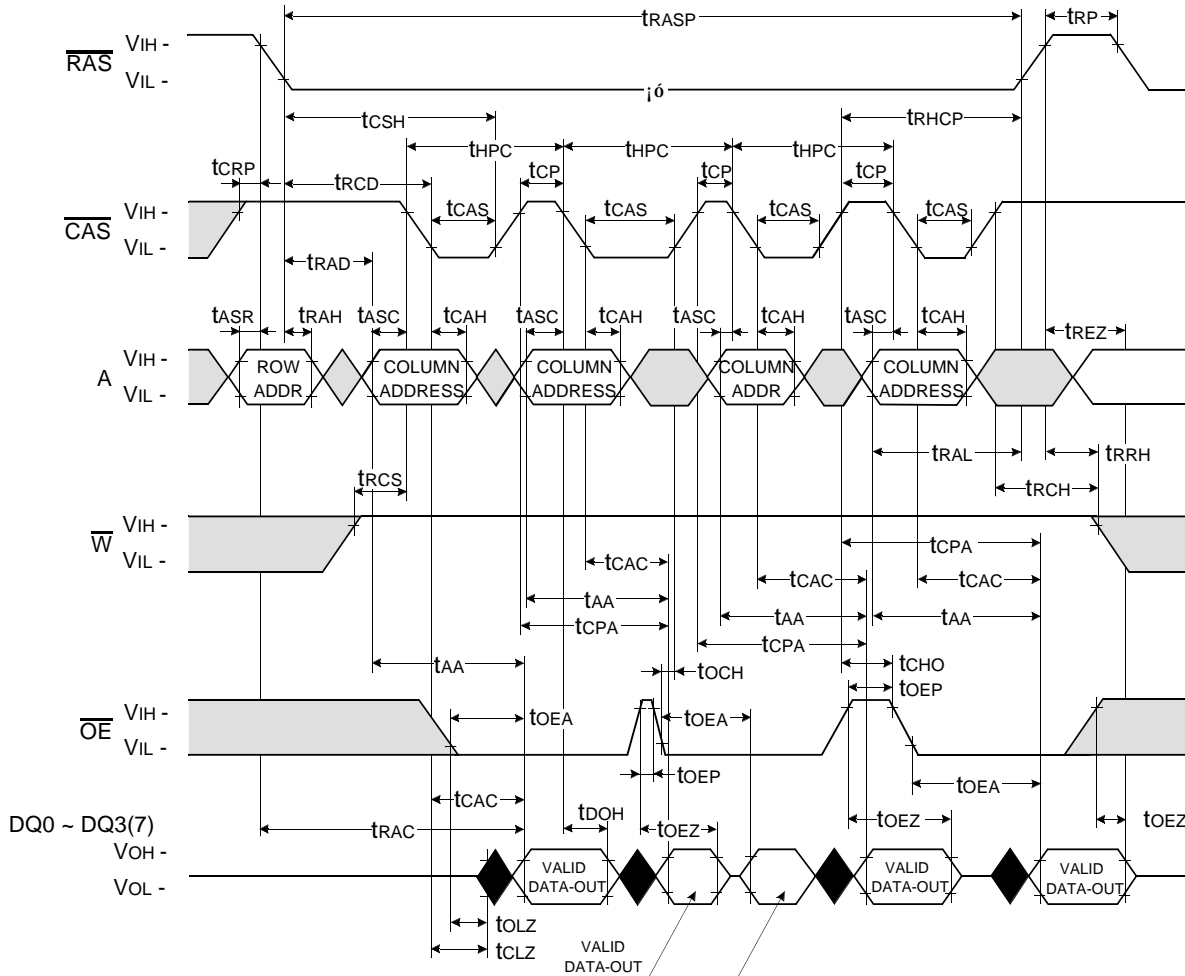 tRASP
tRP
RAS
VIH -
VIL -
¡ó
tCSH
tRHCP
tHPC
tHPC
tHPC
tCRP
tRCD
tCP
tCP
tCP
CAS
VIH -
VIL -
tCAS
tCAS
tCAS
tCAS
tRAD
tASR
tRAH
tASC
tCAH
tASC
tCAH
tASC
tCAH
tASC
tCAH
tREZ
A
VIH -
VIL -
ROW
ADDR
COLUMN
ADDRESS
COLUMN
ADDRESS
COLUMN
ADDR
COLUMN
ADDRESS
tRAL
tRRH
tRCS
tRCH
W
VIH -
VIL -
tCPA
tCAC
tCAC
tCAC
tAA
tAA
tAA
tCPA
tCPA
tAA
tOCH
tCHO
tOEP
OE
VIH -
VIL -
tOEA
tOEA
tOEP
tOEA
tCAC
tDOH
tOEZ
tOEZ
tOEZ
tRAC
DQ0 ~ DQ3(7)
VOH -
VOL -
VALID
DATA-OUT
VALID
DATA-OUT
VALID
DATA-OUT
tOLZ
tCLZ
VALID
DATA-OUT